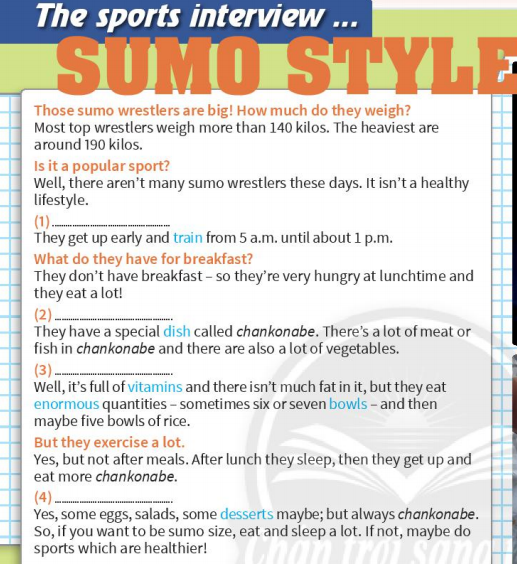 The sports interview ...
SUMO STYLE
Those sumo wrestlers are big! How much do they weigh?
Most top wrestlers weigh more than 140 kilos. The heaviest are
around 190 kilos.
Is it a popular sport?
Well, there aren't many sumo wrestlers these days. It isn't a healthy
lifestyle.
(1) ................................................
They get up early and train from 5 a.m. until about 1 p.m.
What do they have for breakfast?
They don't have breakfast – so they're very hungry at lunchtime and
they eat a lot!
(2) ................................................
They have a special dish called chankonabe. There's a lot of meat or
fish in chankonabe and there are also a lot of vegetables.
(3) ................................................
Well, it's full of vitamins and there isn't much fat in it, but they eat
enormous quantities – sometimes six or seven bowls – and then
maybe five bowls of rice.
But they exercise a lot.
Yes, but not after meals. After lunch they sleep, then they get up and
eat more chankonabe.
(4) ................................................
Yes, some eggs, salads, some desserts maybe; but always chankonabe.
So, if you want to be sumo size, eat and sleep a lot. If not, maybe do
sports which are healthier!
Chân trời sáng